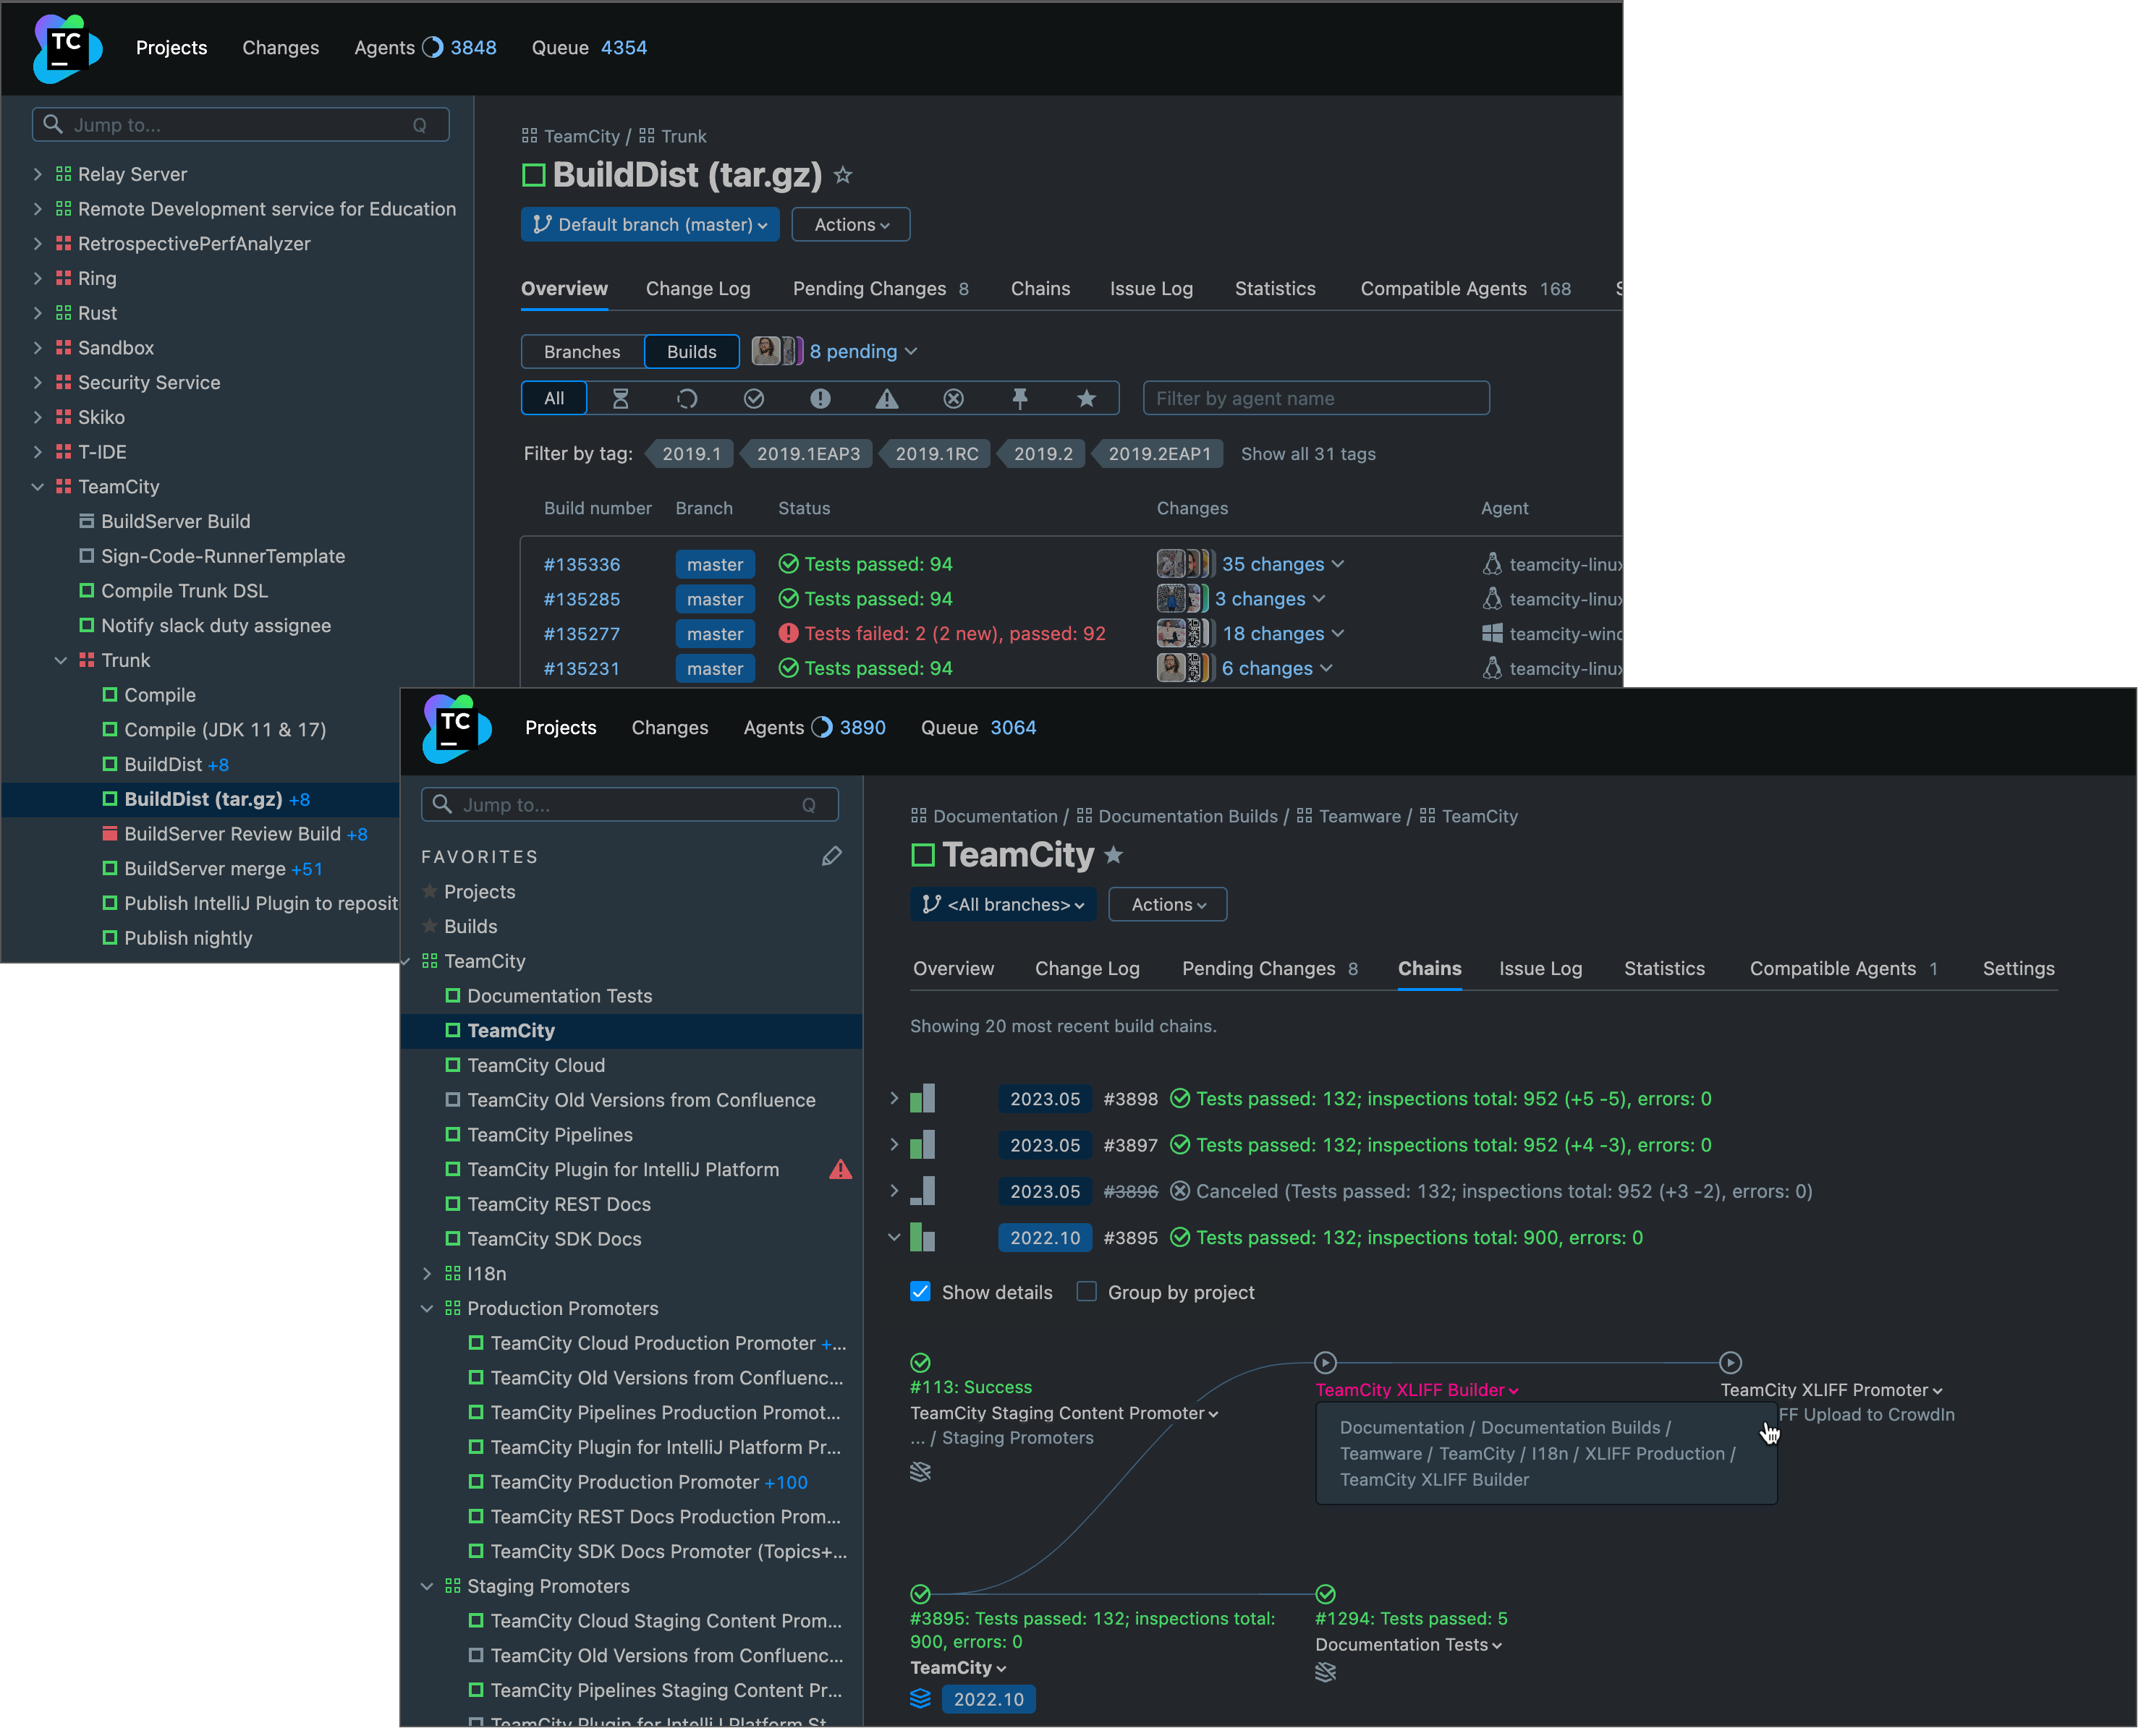 TC
Projects Changes Agents 3848 Queue 4354
Jump to... Q
Relay Server
Remote Development service for Education
RetrospectivePerfAnalyzer
Ring
Rust
Sandbox
Security Service
Skiko
T-IDE
TeamCity
BuildServer Build
Sign-Code-RunnerTemplate
Compile Trunk DSL
Notify slack duty assignee
Trunk
Compile
Compile (JDK 11 & 17)
BuildDist +8
BuildDist (tar.gz) +8
BuildServer Review Build +8
BuildServer merge +51
Publish IntelliJ Plugin to reposit
Publish nightly
TeamCity / Trunk
BuildDist (tar.gz)
Default branch (master) Actions
Overview Change Log Pending Changes 8 Chains Issue Log Statistics Compatible Agents 168
Branches Builds 8 pending
All Filter by agent name
Filter by tag: 2019.1 2019.1EAP3 2019.1RC 2019.2 2019.2EAP1 Show all 31 tags
Build number Branch Status Changes Agent
#135336 master Tests passed: 94 35 changes teamcity-linux
#135285 master Tests passed: 94 3 changes teamcity-linux
#135277 master Tests failed: 2 (2 new), passed: 92 18 changes teamcity-winc
#135231 master Tests passed: 94 6 changes teamcity-linux
TC
Projects Changes Agents 3890 Queue 3064
Jump to... Q
FAVORITES
Projects
Builds
TeamCity
Documentation Tests
TeamCity
TeamCity Cloud
TeamCity Old Versions from Confluence
TeamCity Pipelines
TeamCity Plugin for IntelliJ Platform
TeamCity REST Docs
TeamCity SDK Docs
I18n
Production Promoters
TeamCity Cloud Production Promoter +...
TeamCity Old Versions from Confluenc...
TeamCity Pipelines Production Promot...
TeamCity Plugin for IntelliJ Platform Pr...
TeamCity Production Promoter +100
TeamCity REST Docs Production Prom...
TeamCity SDK Docs Promoter (Topics+...
Staging Promoters
TeamCity Cloud Staging Content Prom...
TeamCity Old Versions from Confluenc...
TeamCity Pipelines Staging Content Pr...
TeamCity Plugin for IntelliJ Platform St
Documentation / Documentation Builds / Teamware / TeamCity
TeamCity
<All branches> Actions
Overview Change Log Pending Changes 8 Chains Issue Log Statistics Compatible Agents 1 Settings
Showing 20 most recent build chains.
2023.05 #3898 Tests passed: 132; inspections total: 952 (+5 -5), errors: 0
2023.05 #3897 Tests passed: 132; inspections total: 952 (+4 -3), errors: 0
2023.05 #3896 Canceled (Tests passed: 132; inspections total: 952 (+3 -2), errors: 0)
2022.10 #3895 Tests passed: 132; inspections total: 900, errors: 0
Show details Group by project
#113: Success
TeamCity Staging Content Promoter
... / Staging Promoters
TeamCity XLIFF Builder
Documentation / Documentation Builds /
Teamware / TeamCity / I18n / XLIFF Production /
TeamCity XLIFF Builder
TeamCity XLIFF Promoter
FF Upload to CrowdIn
#3895: Tests passed: 132; inspections total:
900, errors: 0
TeamCity
2022.10
#1294: Tests passed: 5
Documentation Tests